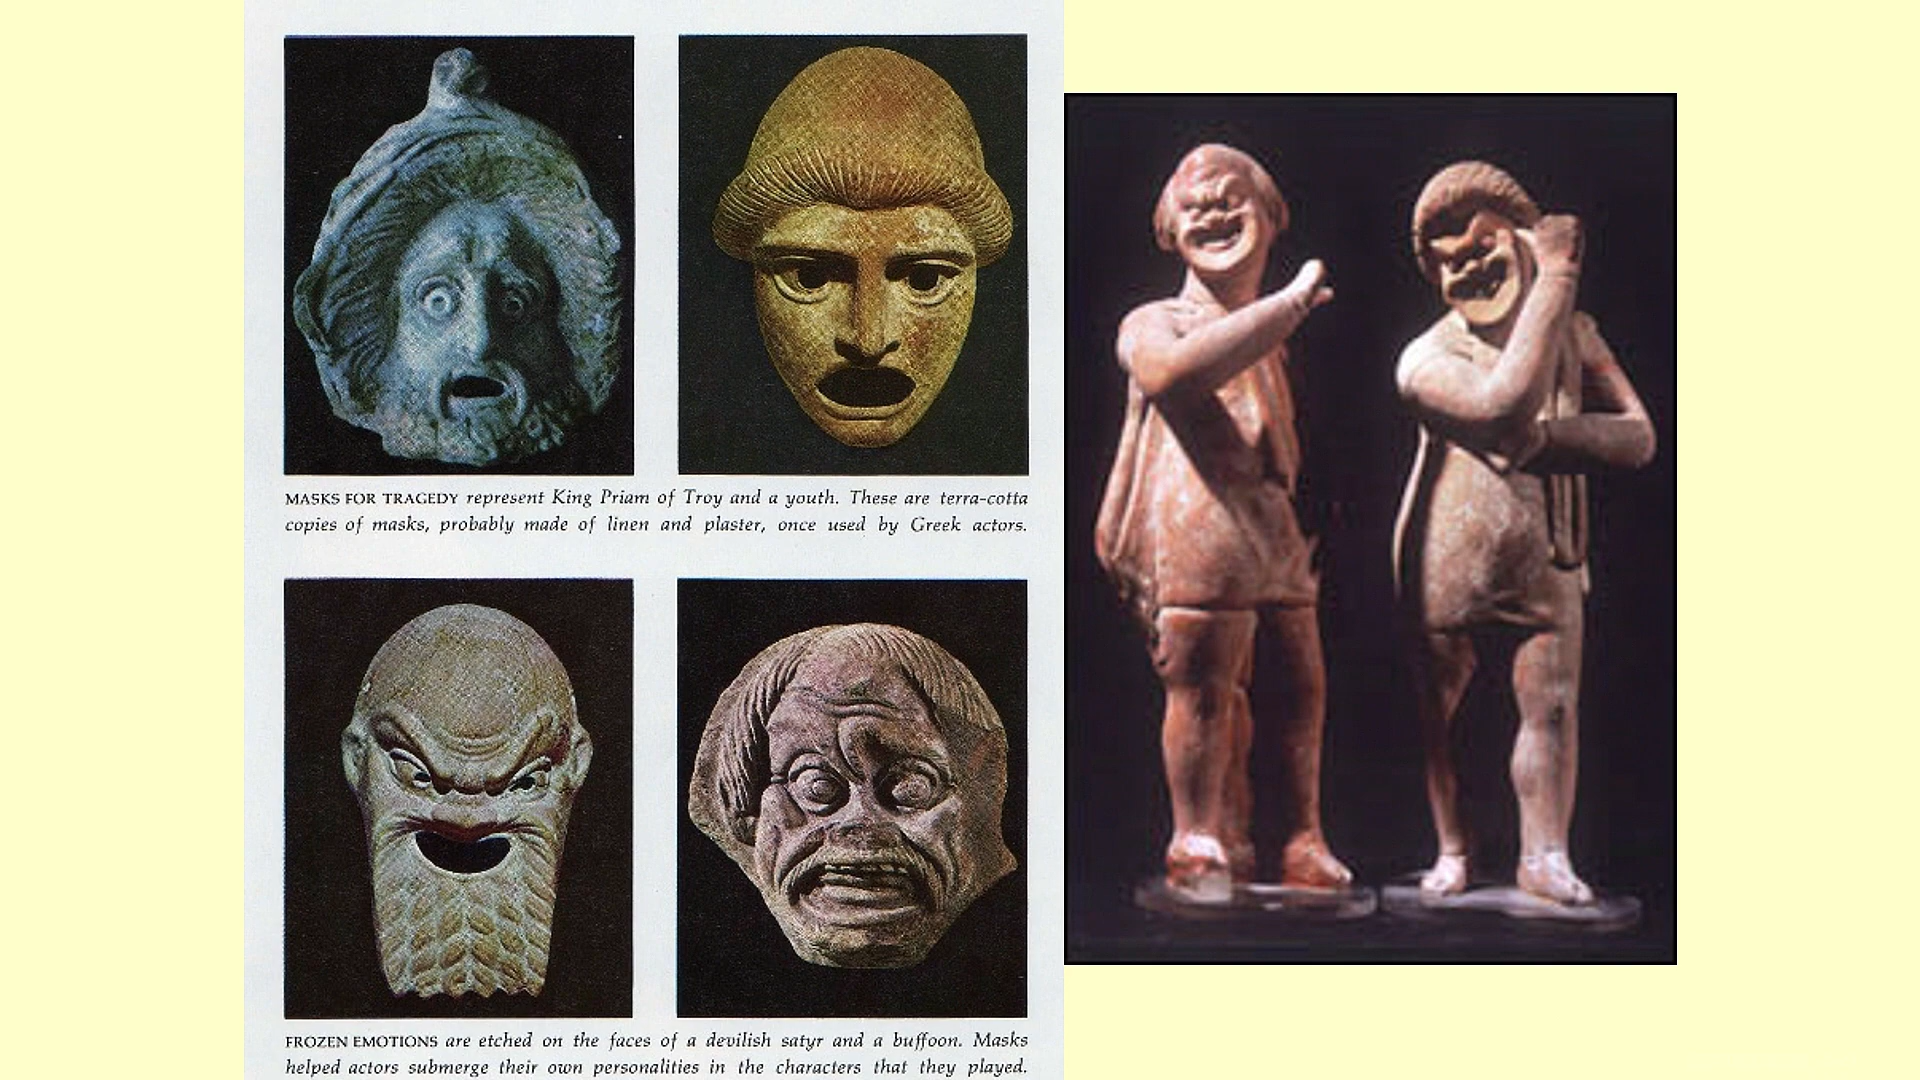 MASKS FOR TRAGEDY represent King Priam of Troy and a youth. These are terra-cotta
copies of masks, probably made of linen and plaster, once used by Greek actors.
FROZEN EMOTIONS are etched on the faces of a devilish satyr and a buffoon. Masks
helped actors submerge their own personalities in the characters that they played.